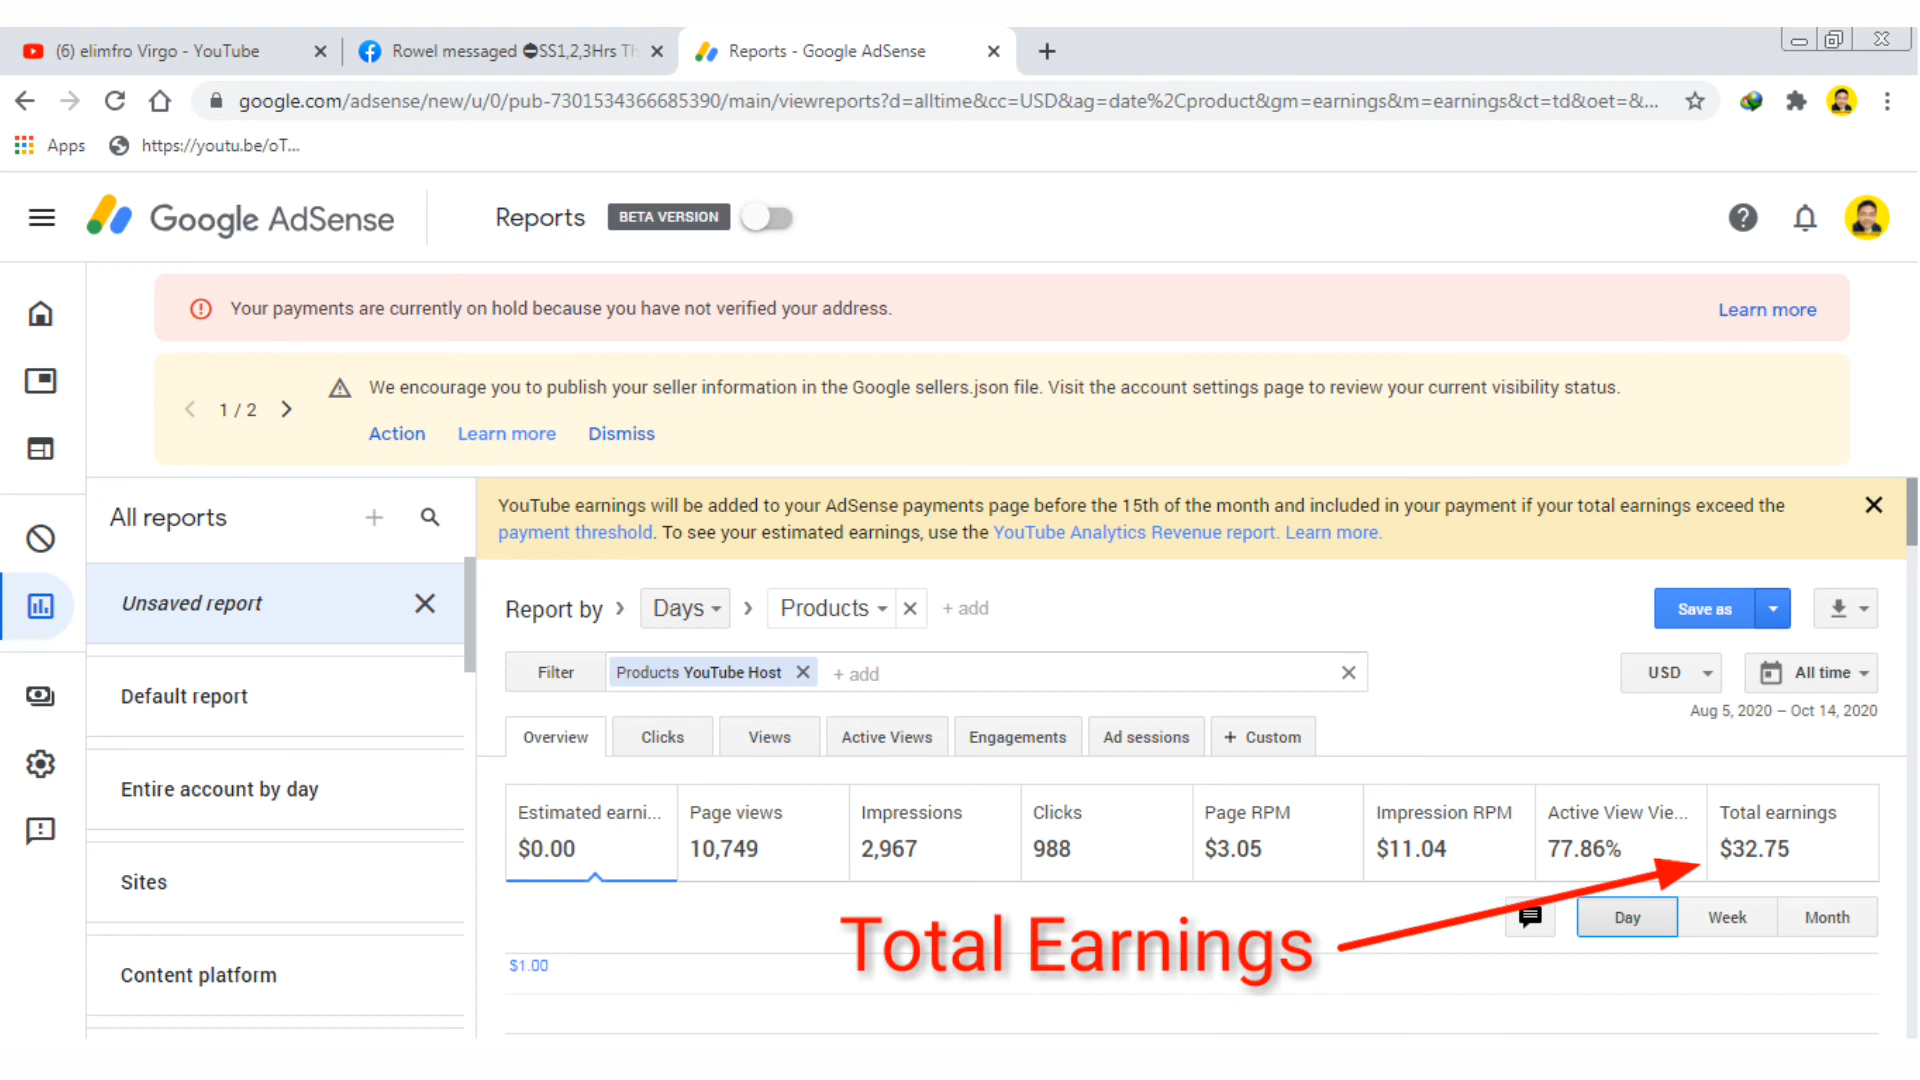 (6) elimfro Virgo - YouTube
Rowel messaged ⛔SS1,2,3Hrs Th
Reports - Google AdSense
google.com/adsense/new/u/0/pub-7301534366685390/main/viewreports?d=alltime&cc=USD&ag=date%2Cproduct&gm=earnings&m=earnings&ct=td&oet=&...
Apps
https://youtu.be/oT...
Google AdSense
Reports
BETA VERSION
Your payments are currently on hold because you have not verified your address.
Learn more
1 / 2
We encourage you to publish your seller information in the Google sellers.json file. Visit the account settings page to review your current visibility status.
Action
Learn more
Dismiss
All reports
Unsaved report
Default report
Entire account by day
Sites
Content platform
YouTube earnings will be added to your AdSense payments page before the 15th of the month and included in your payment if your total earnings exceed the
payment threshold. To see your estimated earnings, use the YouTube Analytics Revenue report. Learn more.
Report by
Days
Products
+ add
Save as
Filter
Products YouTube Host
+ add
USD
All time
Aug 5, 2020 – Oct 14, 2020
Overview
Clicks
Views
Active Views
Engagements
Ad sessions
+ Custom
Estimated earni...
$0.00
Page views
10,749
Impressions
2,967
Clicks
988
Page RPM
$3.05
Impression RPM
$11.04
Active View Vie...
77.86%
Total earnings
$32.75
Day
Week
Month
Total Earnings
$1.00